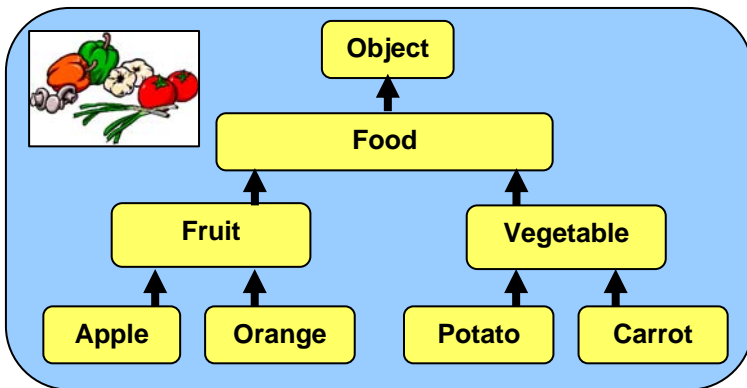 Object
Food
Fruit
Vegetable
Apple
Orange
Potato
Carrot